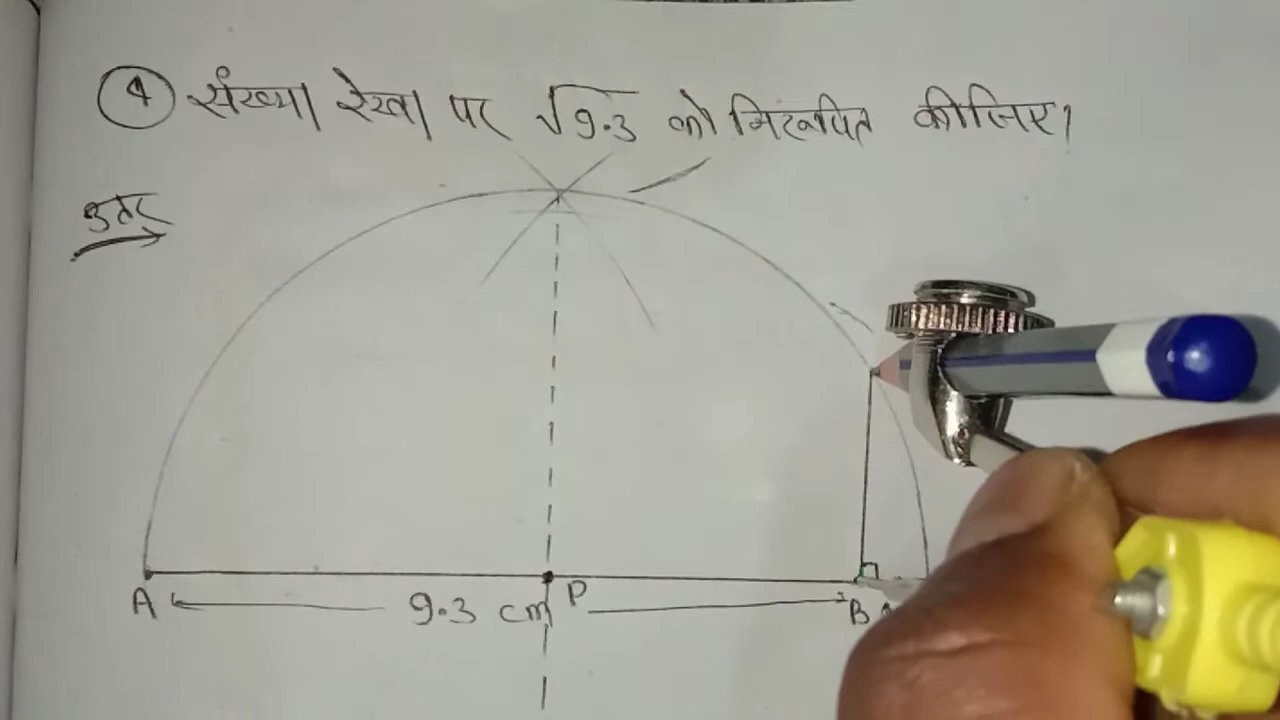 4 संख्या रेखा पर √9.3 को निरूपित कीजिए।
उत्तर
A 9.3 cm P B